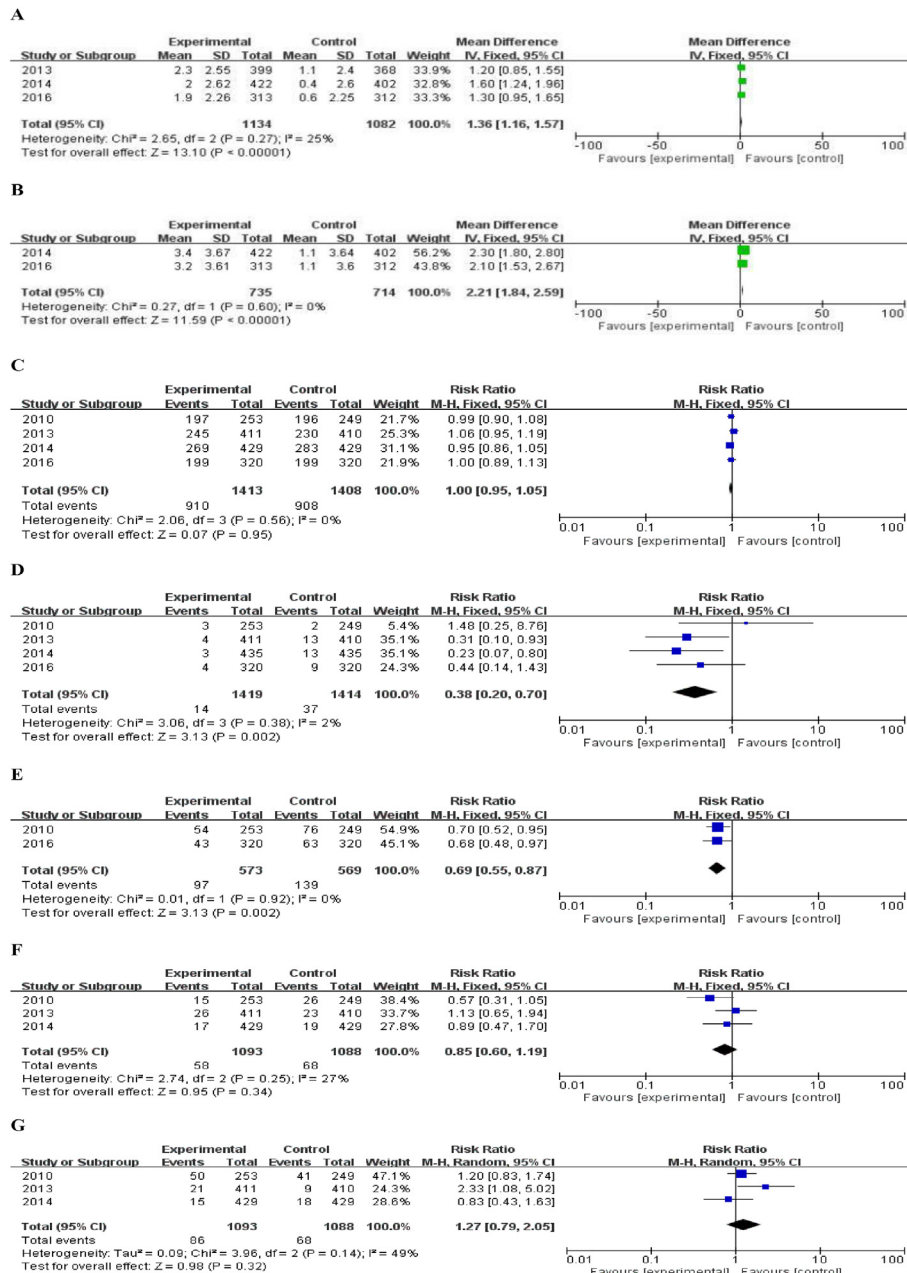 A
Experimental Control Mean Difference Mean Difference
Study or Subgroup Mean SD Total Mean SD Total Weight IV, Fixed, 95% CI IV, Fixed, 95% CI
2013 2.3 2.55 399 1.1 2.4 368 33.9% 1.20 [0.85, 1.55]
2014 2 2.62 422 0.4 2.6 402 32.8% 1.60 [1.24, 1.96]
2016 1.9 2.26 313 0.6 2.25 312 33.3% 1.30 [0.95, 1.65]
Total (95% CI) 1134 1082 100.0% 1.36 [1.16, 1.57]
Heterogeneity: Chi² = 2.65, df = 2 (P = 0.27); I² = 25%
Test for overall effect: Z = 13.10 (P < 0.00001)
-100 -50 0 50 100
Favours [experimental] Favours [control]
B
Experimental Control Mean Difference Mean Difference
Study or Subgroup Mean SD Total Mean SD Total Weight IV, Fixed, 95% CI IV, Fixed, 95% CI
2014 3.4 3.67 422 1.1 3.64 402 56.2% 2.30 [1.80, 2.80]
2016 3.2 3.61 313 1.1 3.6 312 43.8% 2.10 [1.53, 2.67]
Total (95% CI) 735 714 100.0% 2.21 [1.84, 2.59]
Heterogeneity: Chi² = 0.27, df = 1 (P = 0.60); I² = 0%
Test for overall effect: Z = 11.59 (P < 0.00001)
-100 -50 0 50 100
Favours [experimental] Favours [control]
C
Experimental Control Risk Ratio Risk Ratio
Study or Subgroup Events Total Events Total Weight M-H, Fixed, 95% CI M-H, Fixed, 95% CI
2010 197 253 196 249 21.7% 0.99 [0.90, 1.08]
2013 245 411 230 410 25.3% 1.06 [0.95, 1.19]
2014 269 429 283 429 31.1% 0.95 [0.86, 1.05]
2016 199 320 199 320 21.9% 1.00 [0.89, 1.13]
Total (95% CI) 1413 1408 100.0% 1.00 [0.95, 1.05]
Total events 910 908
Heterogeneity: Chi² = 2.06, df = 3 (P = 0.56); I² = 0%
Test for overall effect: Z = 0.07 (P = 0.95)
0.01 0.1 1 10 100
Favours [experimental] Favours [control]
D
Experimental Control Risk Ratio Risk Ratio
Study or Subgroup Events Total Events Total Weight M-H, Fixed, 95% CI M-H, Fixed, 95% CI
2010 3 253 2 249 5.4% 1.48 [0.25, 8.76]
2013 4 411 13 410 35.1% 0.31 [0.10, 0.93]
2014 3 435 13 435 35.1% 0.23 [0.07, 0.80]
2016 4 320 9 320 24.3% 0.44 [0.14, 1.43]
Total (95% CI) 1419 1414 100.0% 0.38 [0.20, 0.70]
Total events 14 37
Heterogeneity: Chi² = 3.06, df = 3 (P = 0.38); I² = 2%
Test for overall effect: Z = 3.13 (P = 0.002)
0.01 0.1 1 10 100
Favours [experimental] Favours [control]
E
Experimental Control Risk Ratio Risk Ratio
Study or Subgroup Events Total Events Total Weight M-H, Fixed, 95% CI M-H, Fixed, 95% CI
2010 54 253 76 249 54.9% 0.70 [0.52, 0.95]
2016 43 320 63 320 45.1% 0.68 [0.48, 0.97]
Total (95% CI) 573 569 100.0% 0.69 [0.55, 0.87]
Total events 97 139
Heterogeneity: Chi² = 0.01, df = 1 (P = 0.92); I² = 0%
Test for overall effect: Z = 3.13 (P = 0.002)
0.01 0.1 1 10 100
Favours [experimental] Favours [control]
F
Experimental Control Risk Ratio Risk Ratio
Study or Subgroup Events Total Events Total Weight M-H, Fixed, 95% CI M-H, Fixed, 95% CI
2010 15 253 26 249 38.4% 0.57 [0.31, 1.05]
2013 26 411 23 410 33.7% 1.13 [0.65, 1.94]
2014 17 429 19 429 27.8% 0.89 [0.47, 1.70]
Total (95% CI) 1093 1088 100.0% 0.85 [0.60, 1.19]
Total events 58 68
Heterogeneity: Chi² = 2.74, df = 2 (P = 0.25); I² = 27%
Test for overall effect: Z = 0.95 (P = 0.34)
0.01 0.1 1 10 100
Favours [experimental] Favours [control]
G
Experimental Control Risk Ratio Risk Ratio
Study or Subgroup Events Total Events Total Weight M-H, Random, 95% CI M-H, Random, 95% CI
2010 50 253 41 249 47.1% 1.20 [0.83, 1.74]
2013 21 411 9 410 24.3% 2.33 [1.08, 5.02]
2014 15 429 18 429 28.6% 0.83 [0.43, 1.63]
Total (95% CI) 1093 1088 100.0% 1.27 [0.79, 2.05]
Total events 86 68
Heterogeneity: Tau² = 0.09; Chi² = 3.96, df = 2 (P = 0.14); I² = 49%
Test for overall effect: Z = 0.98 (P = 0.32)
0.01 0.1 1 10 100
Favours [experimental] Favours [control]